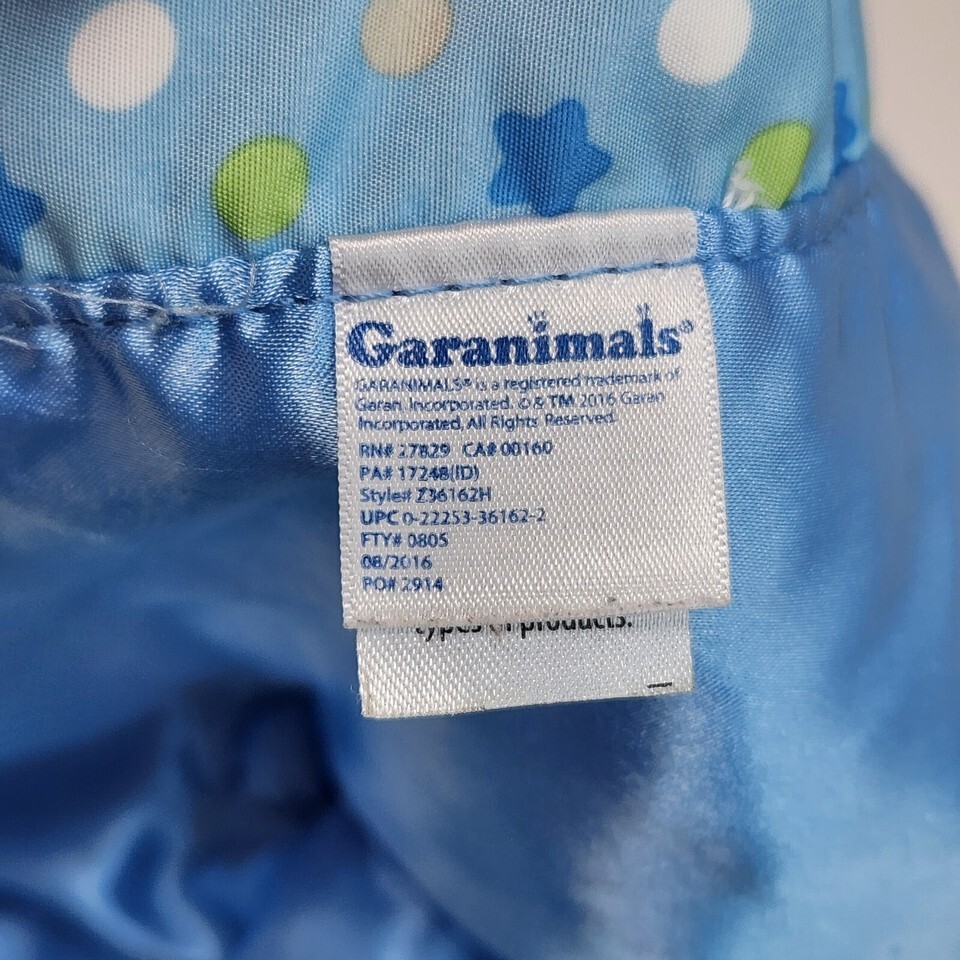 Garanimals®
GARANIMALS® is a registered trademark of
Garan, Incorporated. © & TM 2016 Garan
Incorporated, All Rights Reserved.
RN# 27829 CA# 00160
PA# 17248(ID)
Style# Z36162H
UPC 0-22253-36162-2
FTY# 0805
08/2016
PO# 2914
types of products.